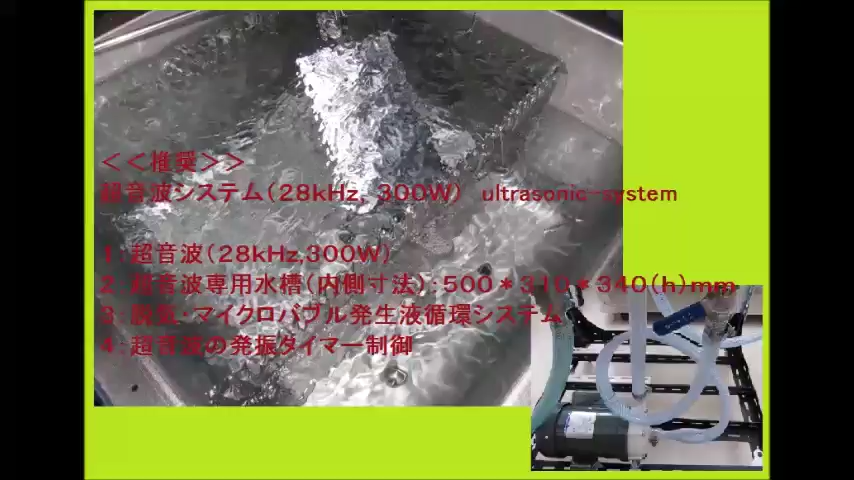 ＜＜推奨＞＞
超音波システム（２８ｋＨｚ，３００Ｗ）　ultrasonic-system
１：超音波（２８ｋＨｚ,３００Ｗ）
２：超音波専用水槽（内側寸法）：５００＊３１０＊３４０（ｈ）ｍｍ
３：脱気・マイクロバブル発生液循環システム
４：超音波の発振タイマー制御